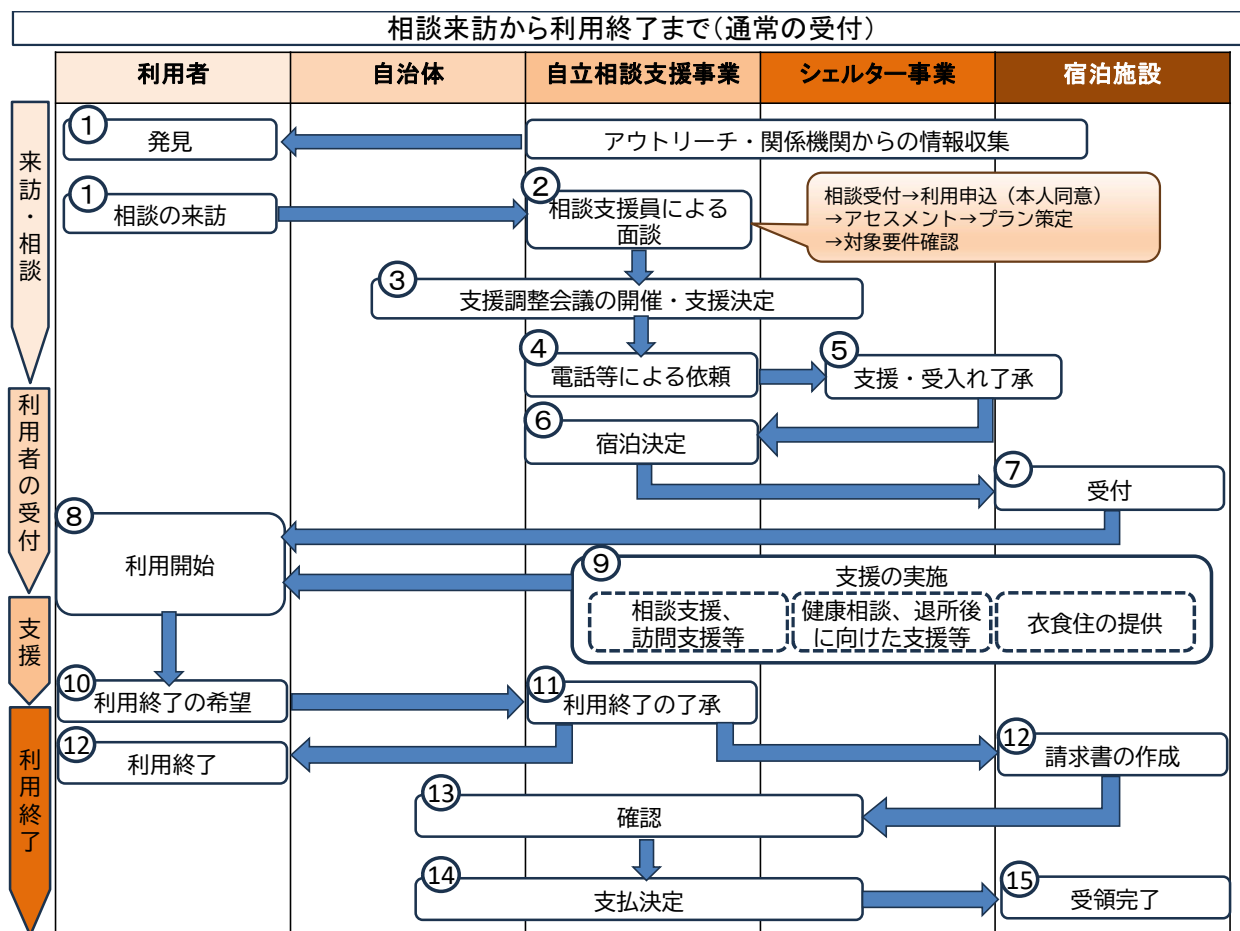 相談来訪から利用終了まで（通常の受付）
利用者
自治体
自立相談支援事業
シェルター事業
宿泊施設
来訪・相談
①
発見
アウトリーチ・関係機関からの情報収集
①
相談の来訪
②
相談支援員による
面談
相談受付→利用申込（本人同意）
→アセスメント→プラン策定
→対象要件確認
③
支援調整会議の開催・支援決定
④
電話等による依頼
⑤
支援・受入れ了承
利用者の受付
⑥
宿泊決定
⑦
受付
⑧
利用開始
⑨
支援の実施
相談支援、
訪問支援等
健康相談、退所後
に向けた支援等
衣食住の提供
支援
⑩
利用終了の希望
⑪
利用終了の了承
利用終了
⑫
利用終了
⑫
請求書の作成
⑬
確認
⑭
支払決定
⑮
受領完了